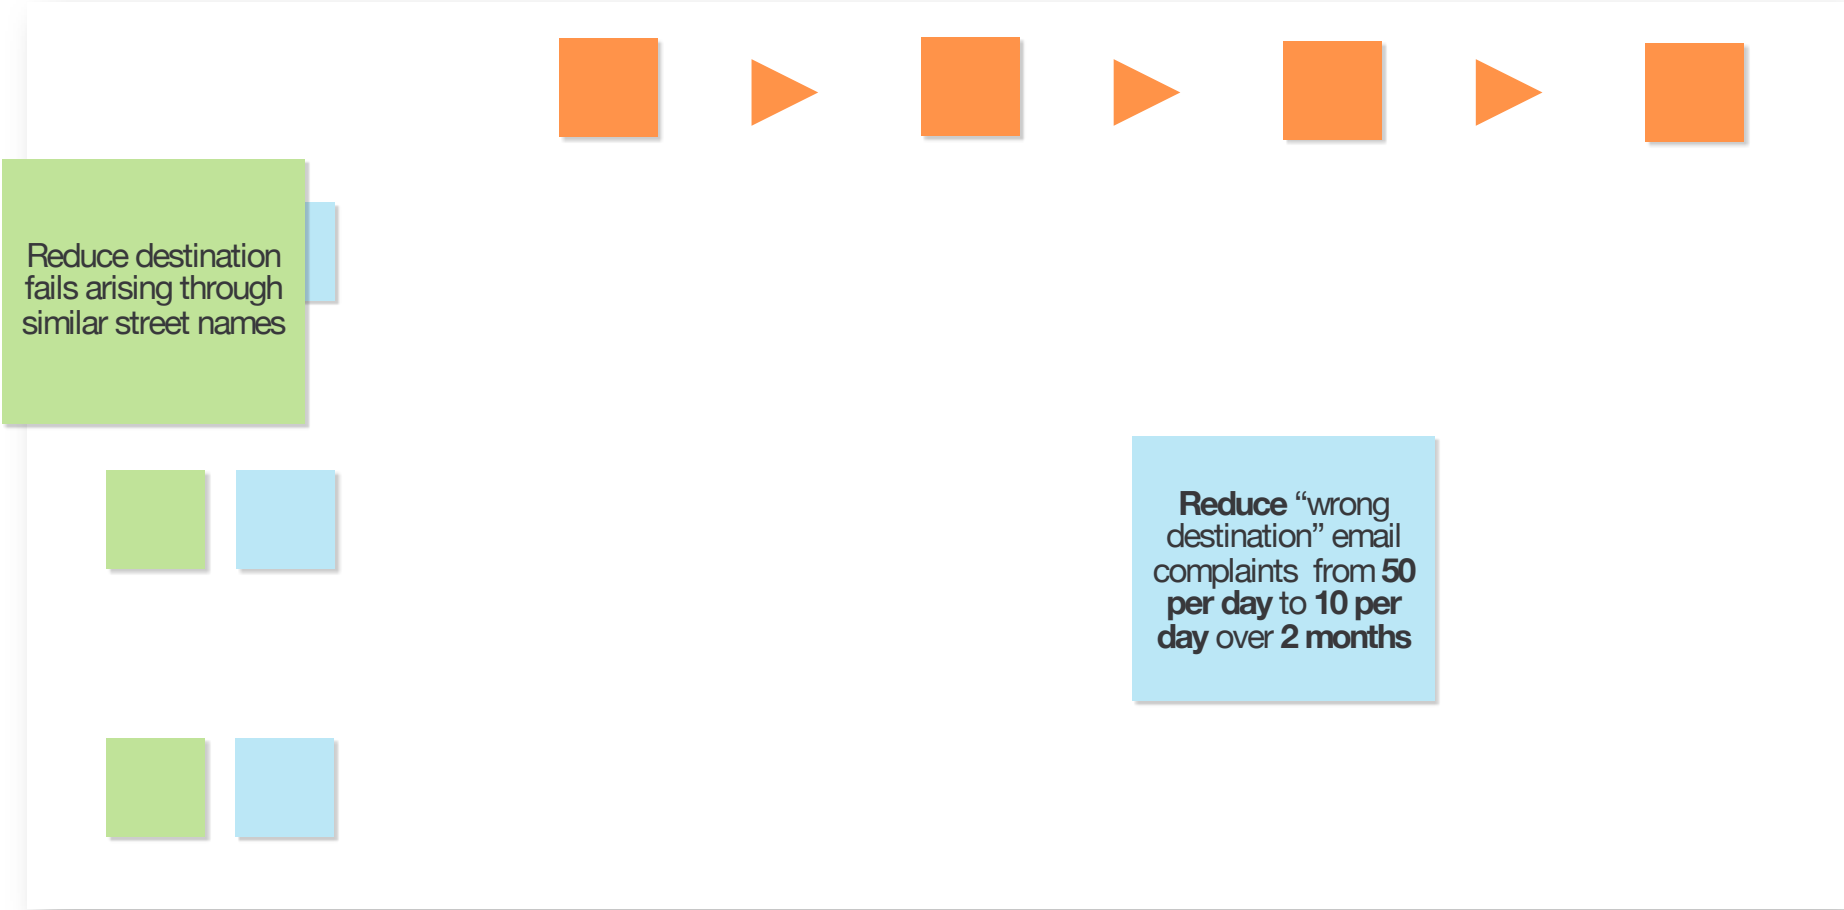 Reduce destination
fails arising through
similar street names
Reduce “wrong
destination” email
complaints from 50
per day to 10 per
day over 2 months